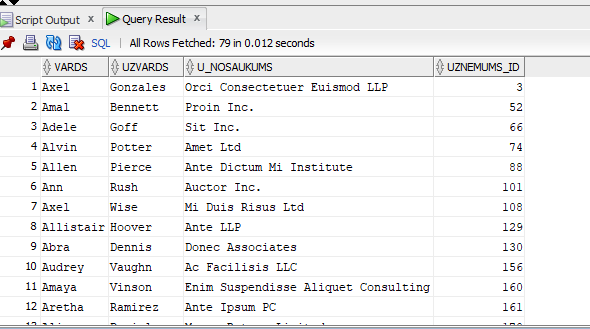 Script Output x Query Result x
SQL | All Rows Fetched: 79 in 0.012 seconds
VARDS UZVARDS U_NOSAUKUMS UZNEMUMS_ID
1 Axel Gonzales Orci Consectetuer Euismod LLP 3
2 Amal Bennett Proin Inc. 52
3 Adele Goff Sit Inc. 66
4 Alvin Potter Amet Ltd 74
5 Allen Pierce Ante Dictum Mi Institute 88
6 Ann Rush Auctor Inc. 101
7 Axel Wise Mi Duis Risus Ltd 108
8 Allistair Hoover Ante LLP 129
9 Abra Dennis Donec Associates 130
10 Audrey Vaughn Ac Facilisis LLC 156
11 Amaya Vinson Enim Suspendisse Aliquet Consulting 160
12 Aretha Ramirez Ante Ipsum PC 161